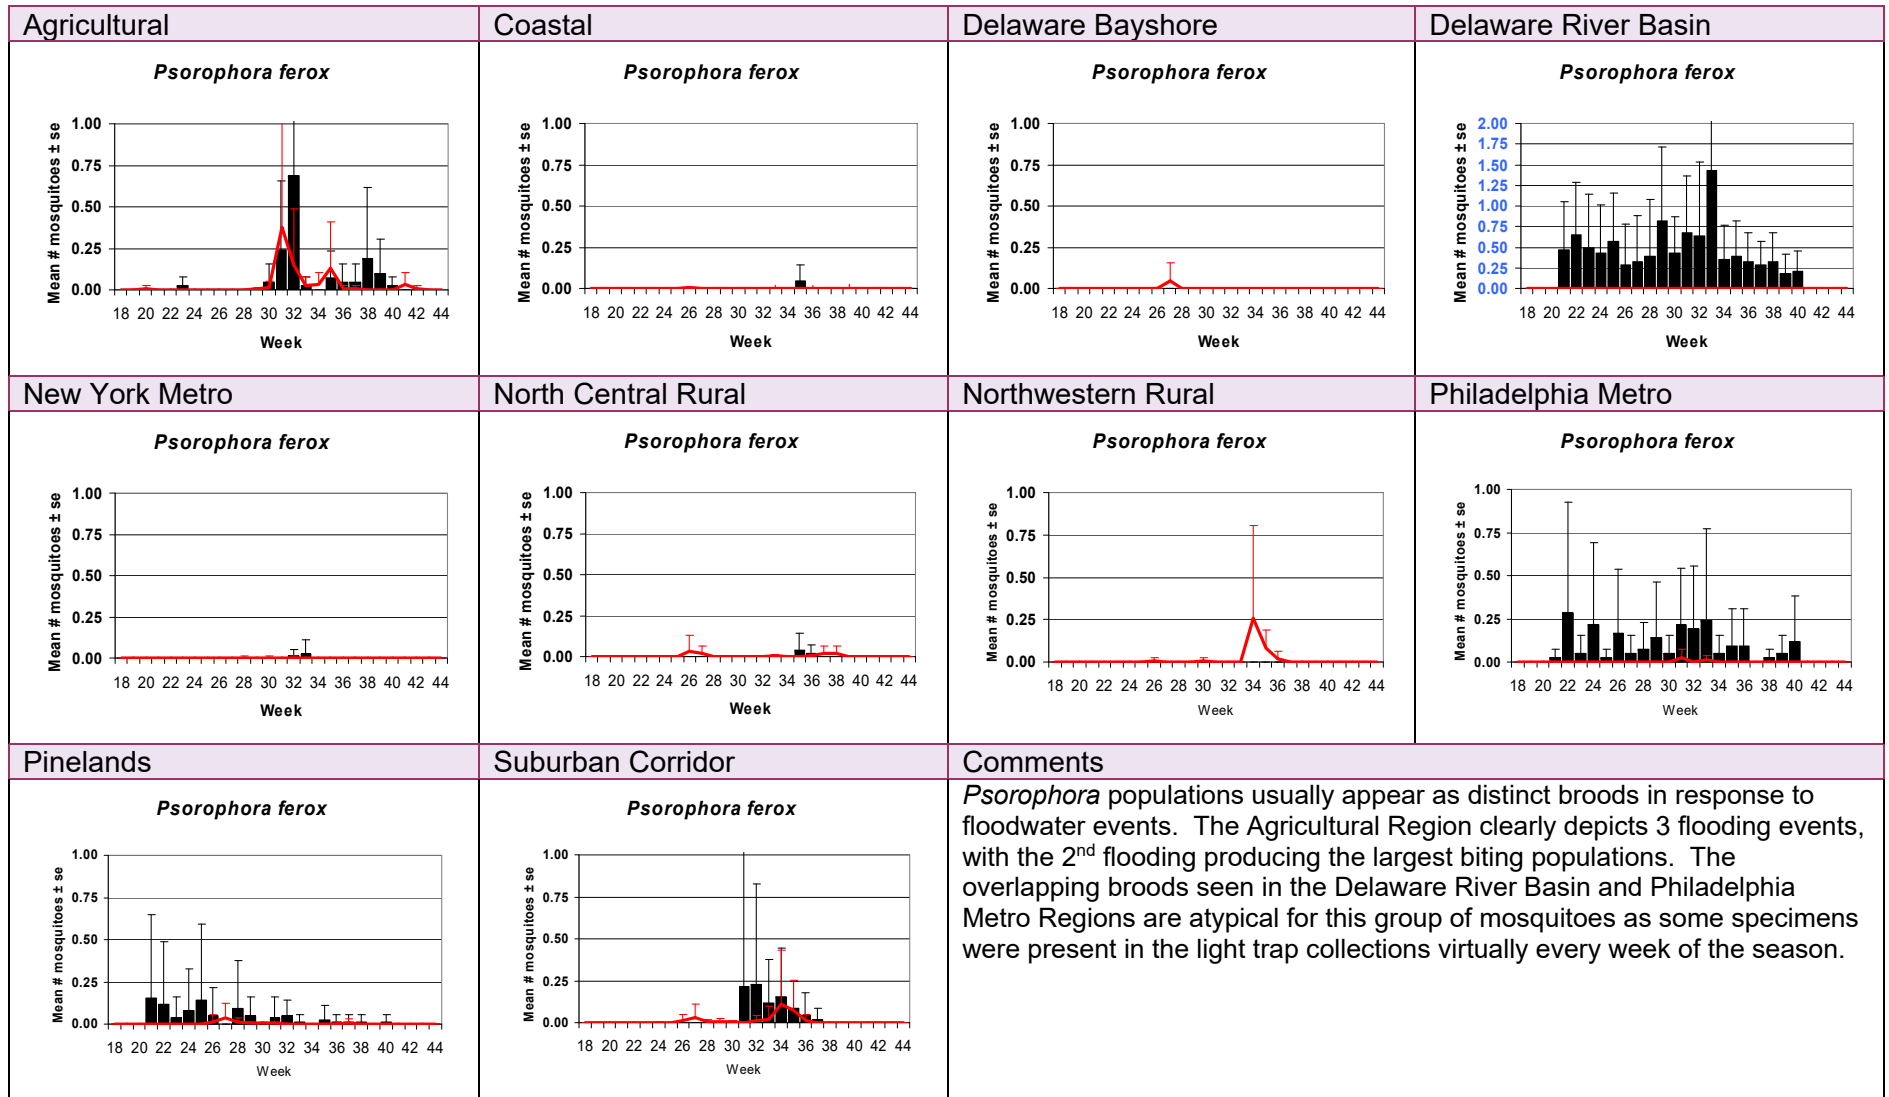 Agricultural
Coastal
Delaware Bayshore
Delaware River Basin
Psorophora ferox
Mean # mosquitoes ± se
1.00
0.75
0.50
0.25
0.00
18 20 22 24 26 28 30 32 34 36 38 40 42 44
Week
Psorophora ferox
Mean # mosquitoes ± se
1.00
0.75
0.50
0.25
0.00
18 20 22 24 26 28 30 32 34 36 38 40 42 44
Week
Psorophora ferox
Mean # mosquitoes ± se
1.00
0.75
0.50
0.25
0.00
18 20 22 24 26 28 30 32 34 36 38 40 42 44
Week
Psorophora ferox
Mean # mosquitoes ± se
2.00
1.75
1.50
1.25
1.00
0.75
0.50
0.25
0.00
18 20 22 24 26 28 30 32 34 36 38 40 42 44
Week
New York Metro
North Central Rural
Northwestern Rural
Philadelphia Metro
Psorophora ferox
Mean # mosquitoes ± se
1.00
0.75
0.50
0.25
0.00
18 20 22 24 26 28 30 32 34 36 38 40 42 44
Week
Psorophora ferox
Mean # mosquitoes ± se
1.00
0.75
0.50
0.25
0.00
18 20 22 24 26 28 30 32 34 36 38 40 42 44
Week
Psorophora ferox
Mean # mosquitoes ± se
1.00
0.75
0.50
0.25
0.00
18 20 22 24 26 28 30 32 34 36 38 40 42 44
Week
Psorophora ferox
Mean # mosquitoes ± se
1.00
0.75
0.50
0.25
0.00
18 20 22 24 26 28 30 32 34 36 38 40 42 44
Week
Pinelands
Suburban Corridor
Comments
Psorophora ferox
Mean # mosquitoes ± se
1.00
0.75
0.50
0.25
0.00
18 20 22 24 26 28 30 32 34 36 38 40 42 44
Week
Psorophora ferox
Mean # mosquitoes ± se
1.00
0.75
0.50
0.25
0.00
18 20 22 24 26 28 30 32 34 36 38 40 42 44
Week
Psorophora populations usually appear as distinct broods in response to
floodwater events. The Agricultural Region clearly depicts 3 flooding events,
with the 2nd flooding producing the largest biting populations. The
overlapping broods seen in the Delaware River Basin and Philadelphia
Metro Regions are atypical for this group of mosquitoes as some specimens
were present in the light trap collections virtually every week of the season.